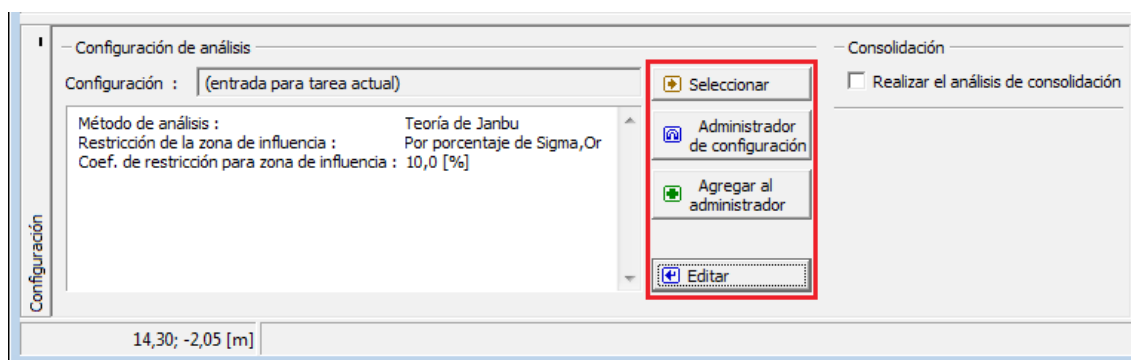 Configuración de análisis
Configuración : (entrada para tarea actual)
Método de análisis : Teoría de Janbu
Restricción de la zona de influencia : Por porcentaje de Sigma,Or
Coef. de restricción para zona de influencia : 10,0 [%]
Seleccionar
Administrador
de configuración
Agregar al
administrador
Editar
Consolidación
Realizar el análisis de consolidación
Configuración
14,30; -2,05 [m]